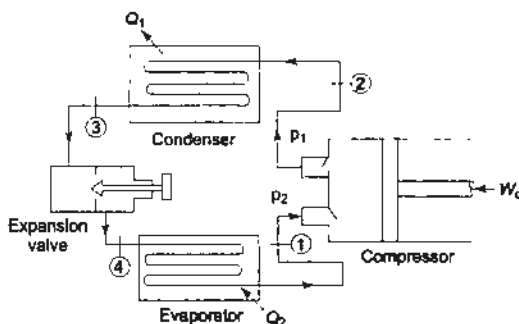 Q1
2
3
Condenser
p1
p2
Wc
Expansion
valve
1
Compressor
4
Evaporator
Q2